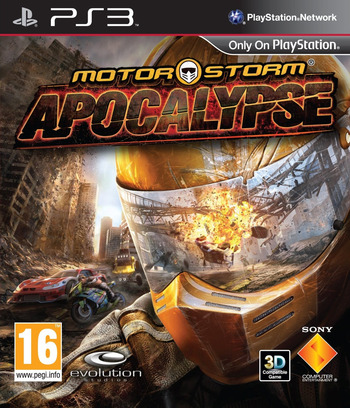 PS3
PlayStation®Network
Only On PlayStation®
MOTORSTORM®
APOCALYPSE
16
www.pegi.info
evolution
studios
3D
Compatible
Game
SONY
COMPUTER
ENTERTAINMENT®